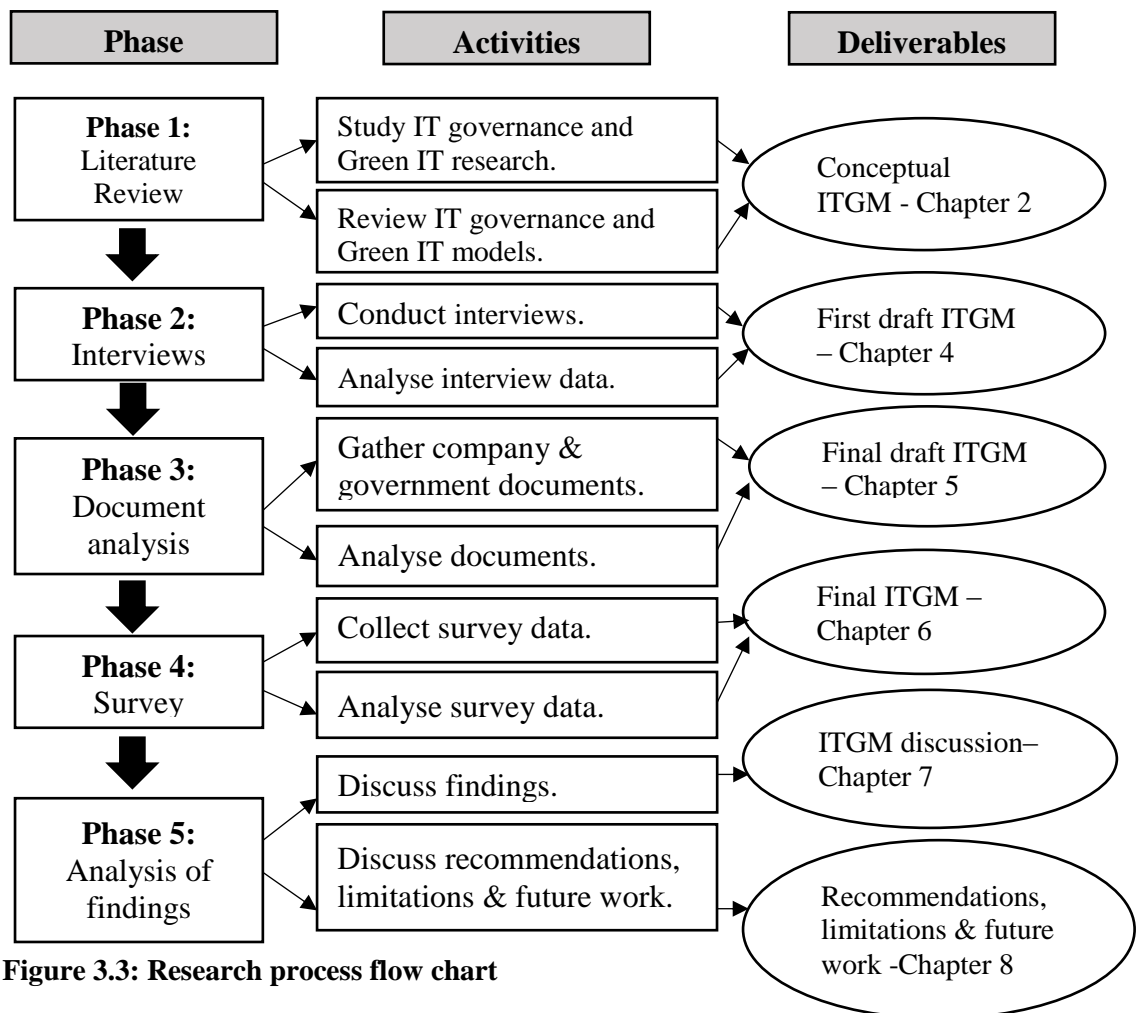 Phase
Activities
Deliverables
Phase 1:
Literature
Review
Study IT governance and
Green IT research.
Review IT governance and
Green IT models.
Conceptual
ITGM - Chapter 2
Phase 2:
Interviews
Conduct interviews.
Analyse interview data.
First draft ITGM
– Chapter 4
Phase 3:
Document
analysis
Gather company &
government documents.
Analyse documents.
Final draft ITGM
– Chapter 5
Phase 4:
Survey
Collect survey data.
Analyse survey data.
Final ITGM –
Chapter 6
Phase 5:
Analysis of
findings
Discuss findings.
Discuss recommendations,
limitations & future work.
ITGM discussion–
Chapter 7
Recommendations,
limitations & future
work -Chapter 8
Figure 3.3: Research process flow chart